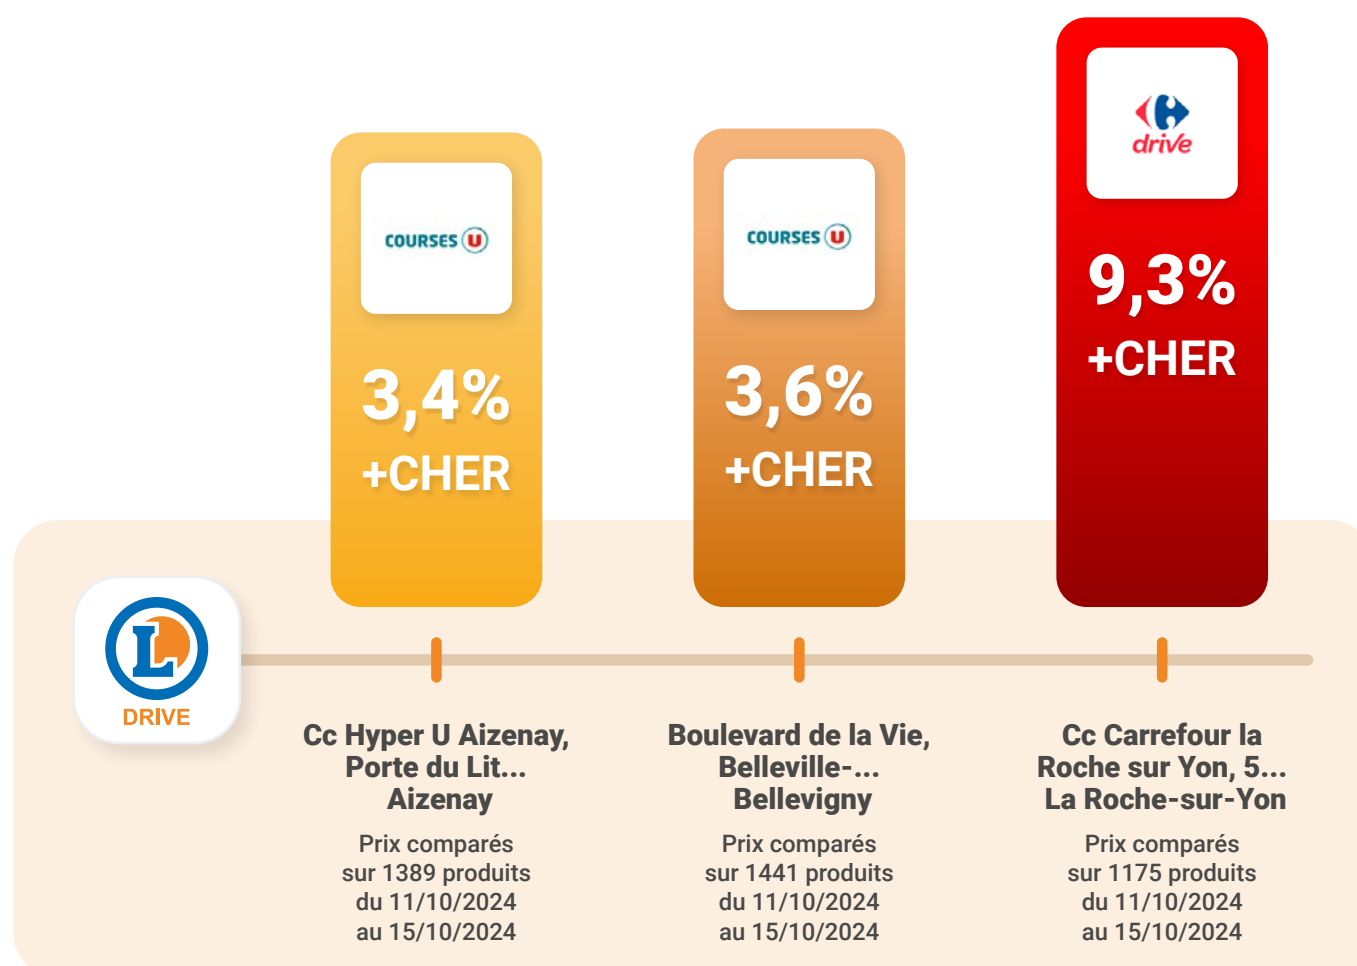 COURSES U
3,4%
+CHER
COURSES U
3,6%
+CHER
drive
9,3%
+CHER
L
DRIVE
Cc Hyper U Aizenay,
Porte du Lit...
Aizenay
Prix comparés
sur 1389 produits
du 11/10/2024
au 15/10/2024
Boulevard de la Vie,
Belleville-...
Bellevigny
Prix comparés
sur 1441 produits
du 11/10/2024
au 15/10/2024
Cc Carrefour la
Roche sur Yon, 5...
La Roche-sur-Yon
Prix comparés
sur 1175 produits
du 11/10/2024
au 15/10/2024